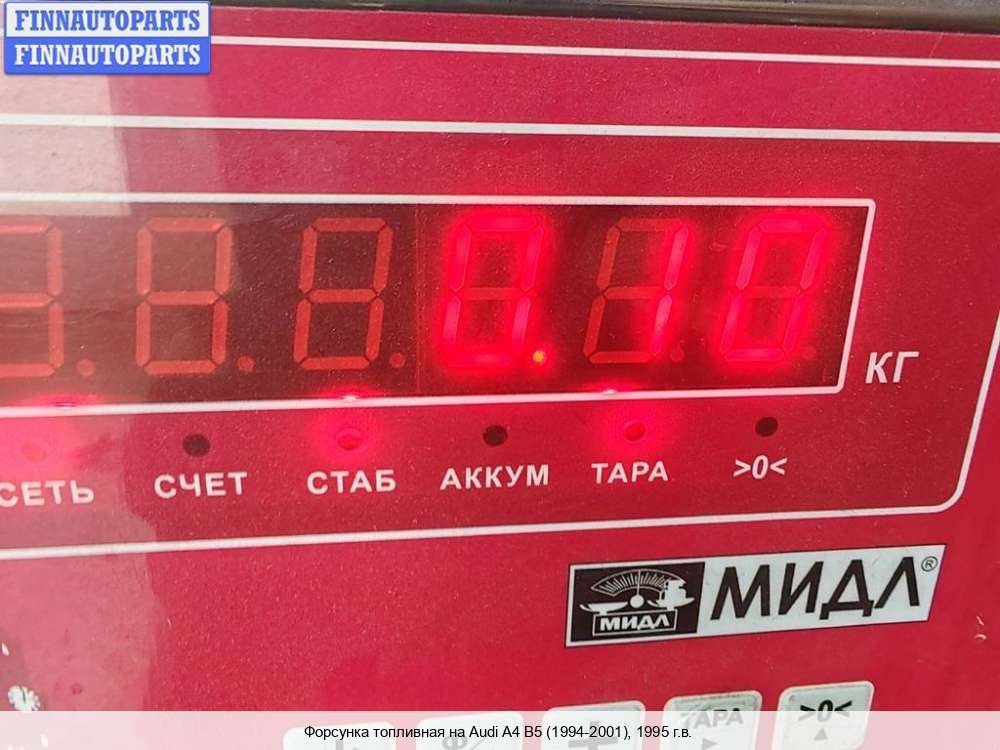 FINNAUTOPARTS
FINNAUTOPARTS
0.10
КГ
СЕТЬ СЧЕТ СТАБ АККУМ ТАРА >0<
МИДЛ
МИДЛ®
ТАРА >0<
Форсунка топливная на Audi A4 B5 (1994-2001), 1995 г.в.